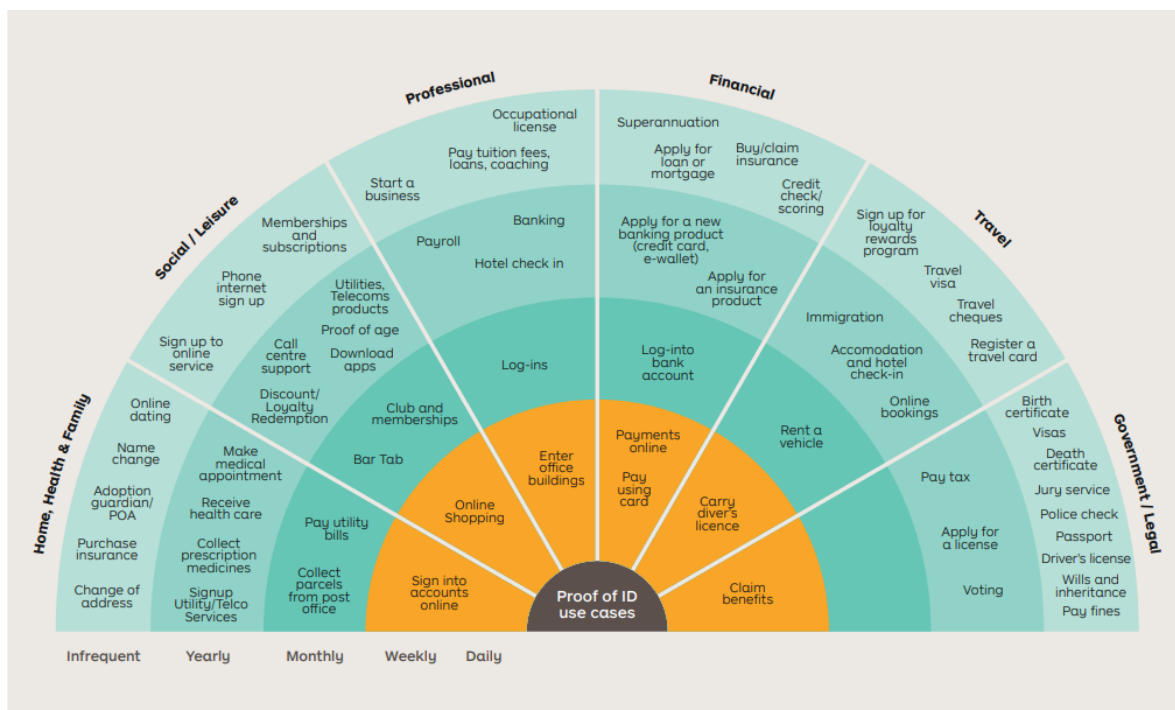 Professional
Financial
Social / Leisure
Travel
Home, Health & Family
Government / Legal
Occupational
license
Pay tuition fees,
loans, coaching
Start a
business
Banking
Payroll
Hotel check in
Log-ins
Enter
office
buildings
Superannuation
Apply for
loan or
mortgage
Buy/claim
insurance
Credit
check/
scoring
Apply for a new
banking product
(credit card,
e-wallet)
Apply for
an insurance
product
Log-into
bank
account
Payments
online
Pay
using
card
Memberships
and
subscriptions
Phone
internet
sign up
Sign up to
online
service
Utilities,
Telecoms
products
Proof of age
Call
centre
support
Download
apps
Discount/
Loyalty
Redemption
Club and
memberships
Bar Tab
Online
Shopping
Sign up for
loyalty
rewards
program
Travel
visa
Travel
cheques
Register a
travel card
Immigration
Accomodation
and hotel
check-in
Online
bookings
Rent a
vehicle
Carry
diver's
licence
Online
dating
Name
change
Adoption
guardian/
POA
Purchase
insurance
Change of
address
Make
medical
appointment
Receive
health care
Collect
prescription
medicines
Signup
Utility/Telco
Services
Pay utility
bills
Collect
parcels
from post
office
Sign into
accounts
online
Birth
certificate
Visas
Death
certificate
Jury service
Police check
Passport
Driver's license
Wills and
inheritance
Pay fines
Pay tax
Apply for
a license
Voting
Claim
benefits
Proof of ID
use cases
Infrequent
Yearly
Monthly
Weekly
Daily